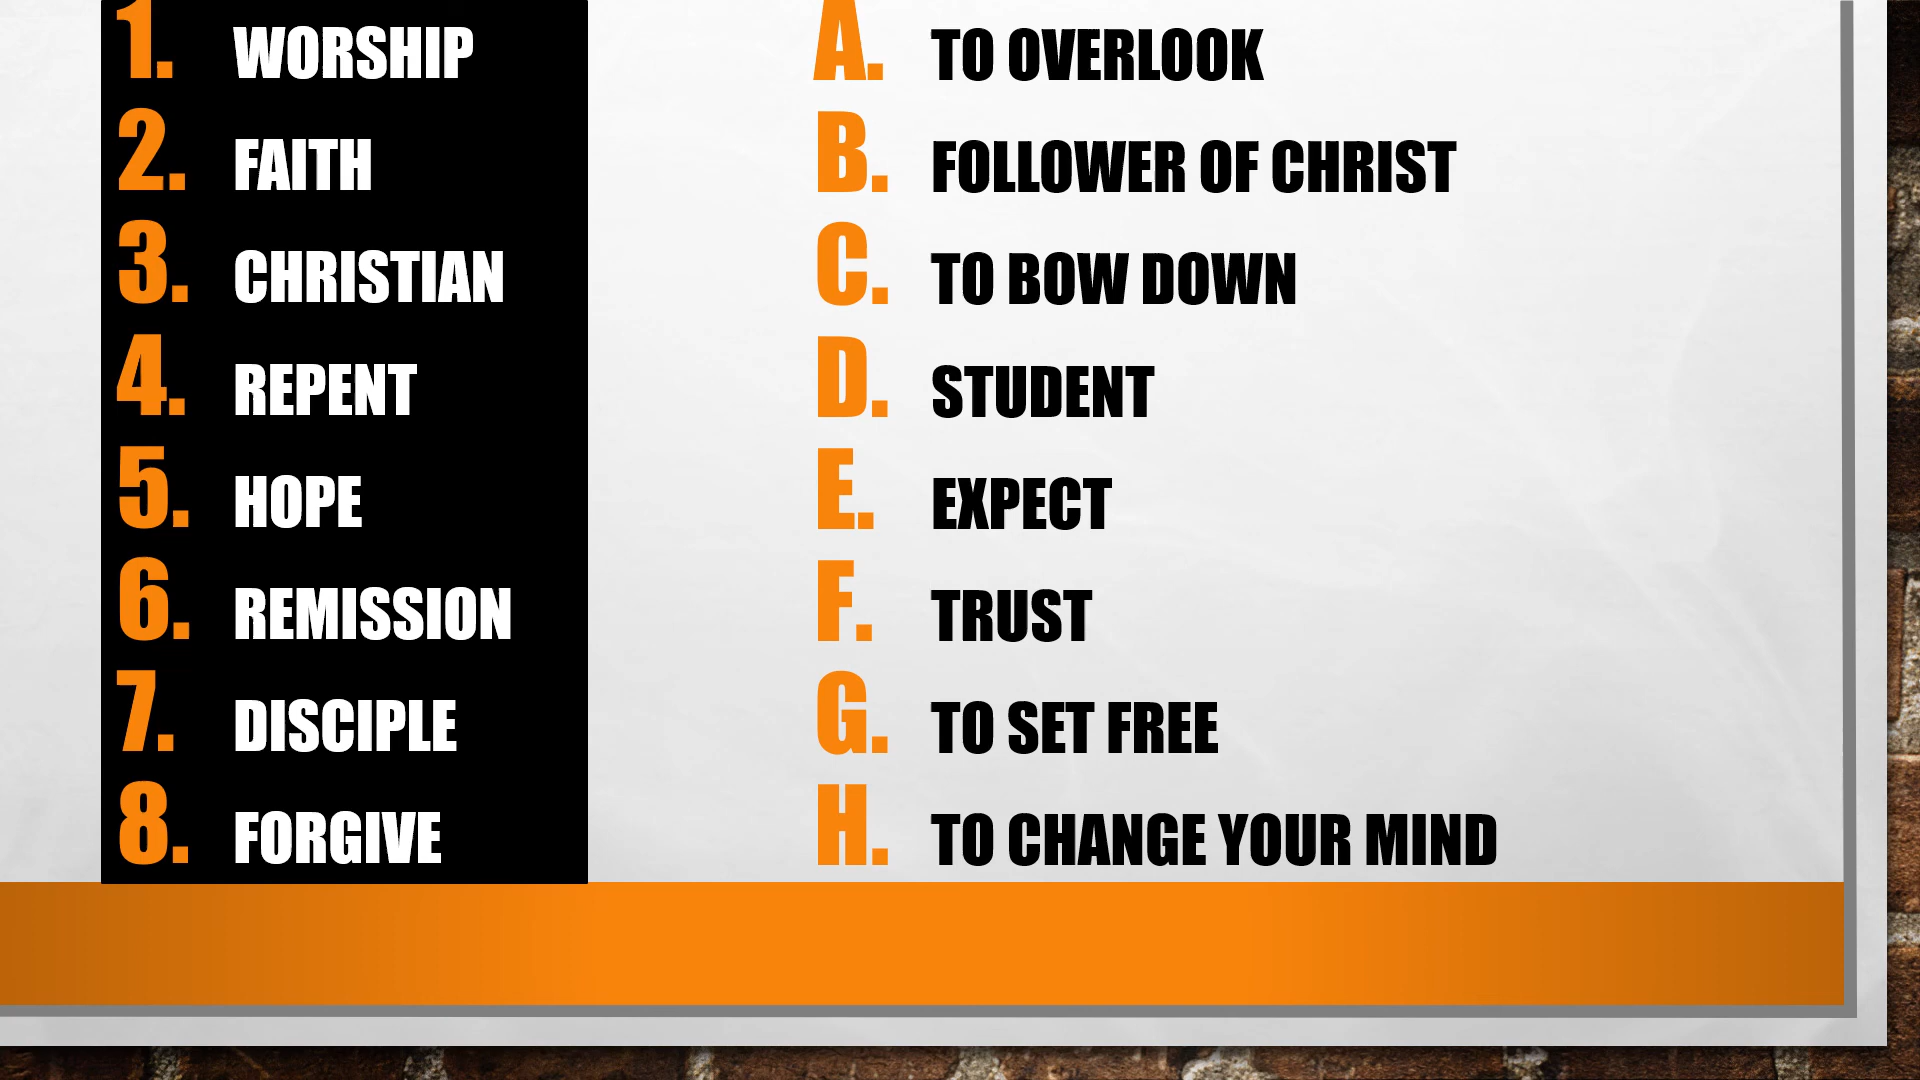 1. WORSHIP
2. FAITH
3. CHRISTIAN
4. REPENT
5. HOPE
6. REMISSION
7. DISCIPLE
8. FORGIVE
A. TO OVERLOOK
B. FOLLOWER OF CHRIST
C. TO BOW DOWN
D. STUDENT
E. EXPECT
F. TRUST
G. TO SET FREE
H. TO CHANGE YOUR MIND